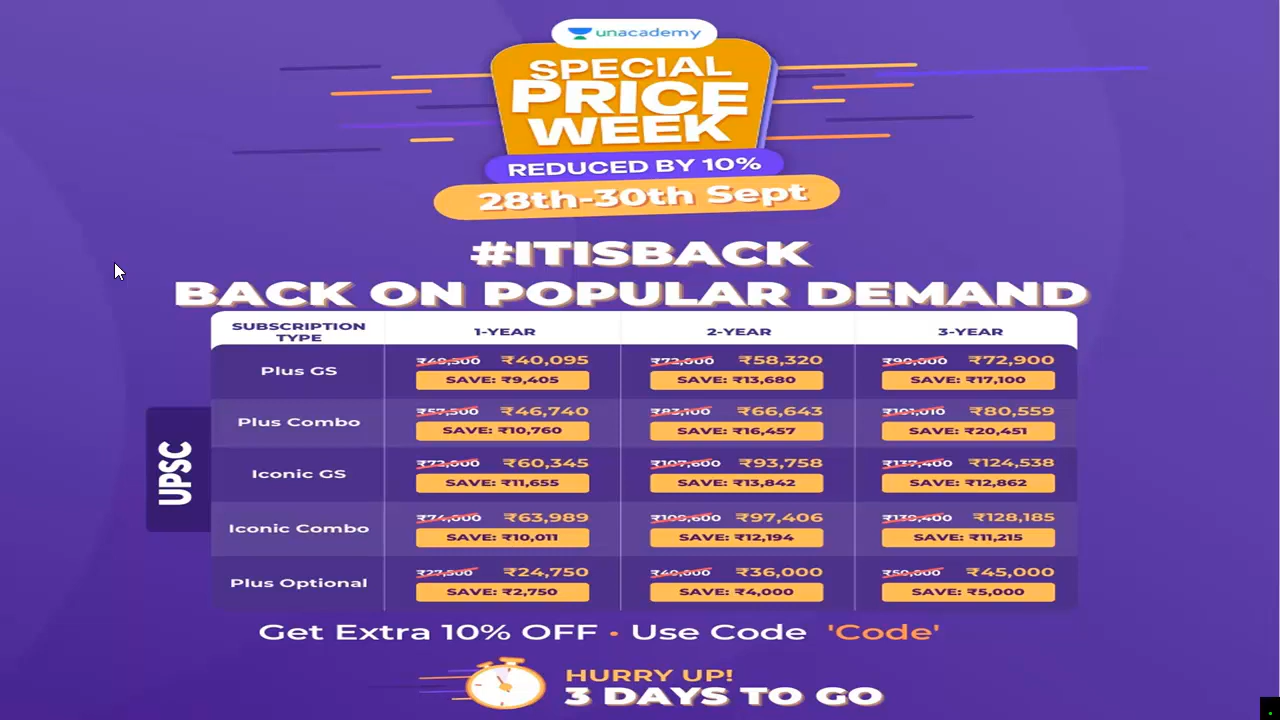 unacademy
SPECIAL
PRICE
WEEK
REDUCED BY 10%
28th-30th Sept
#ITISBACK
BACK ON POPULAR DEMAND
SUBSCRIPTION TYPE 1-YEAR 2-YEAR 3-YEAR
UPSC
Plus GS ₹49,500 ₹40,095 ₹72,000 ₹58,320 ₹90,000 ₹72,900
SAVE: ₹9,405 SAVE: ₹13,680 SAVE: ₹17,100
Plus Combo ₹57,500 ₹46,740 ₹83,100 ₹66,643 ₹101,010 ₹80,559
SAVE: ₹10,760 SAVE: ₹16,457 SAVE: ₹20,451
Iconic GS ₹72,000 ₹60,345 ₹107,600 ₹93,758 ₹137,400 ₹124,538
SAVE: ₹11,655 SAVE: ₹13,842 SAVE: ₹12,862
Iconic Combo ₹74,000 ₹63,989 ₹109,600 ₹97,406 ₹139,400 ₹128,185
SAVE: ₹10,011 SAVE: ₹12,194 SAVE: ₹11,215
Plus Optional ₹27,500 ₹24,750 ₹40,000 ₹36,000 ₹50,000 ₹45,000
SAVE: ₹2,750 SAVE: ₹4,000 SAVE: ₹5,000
Get Extra 10% OFF • Use Code 'Code'
HURRY UP!
3 DAYS TO GO